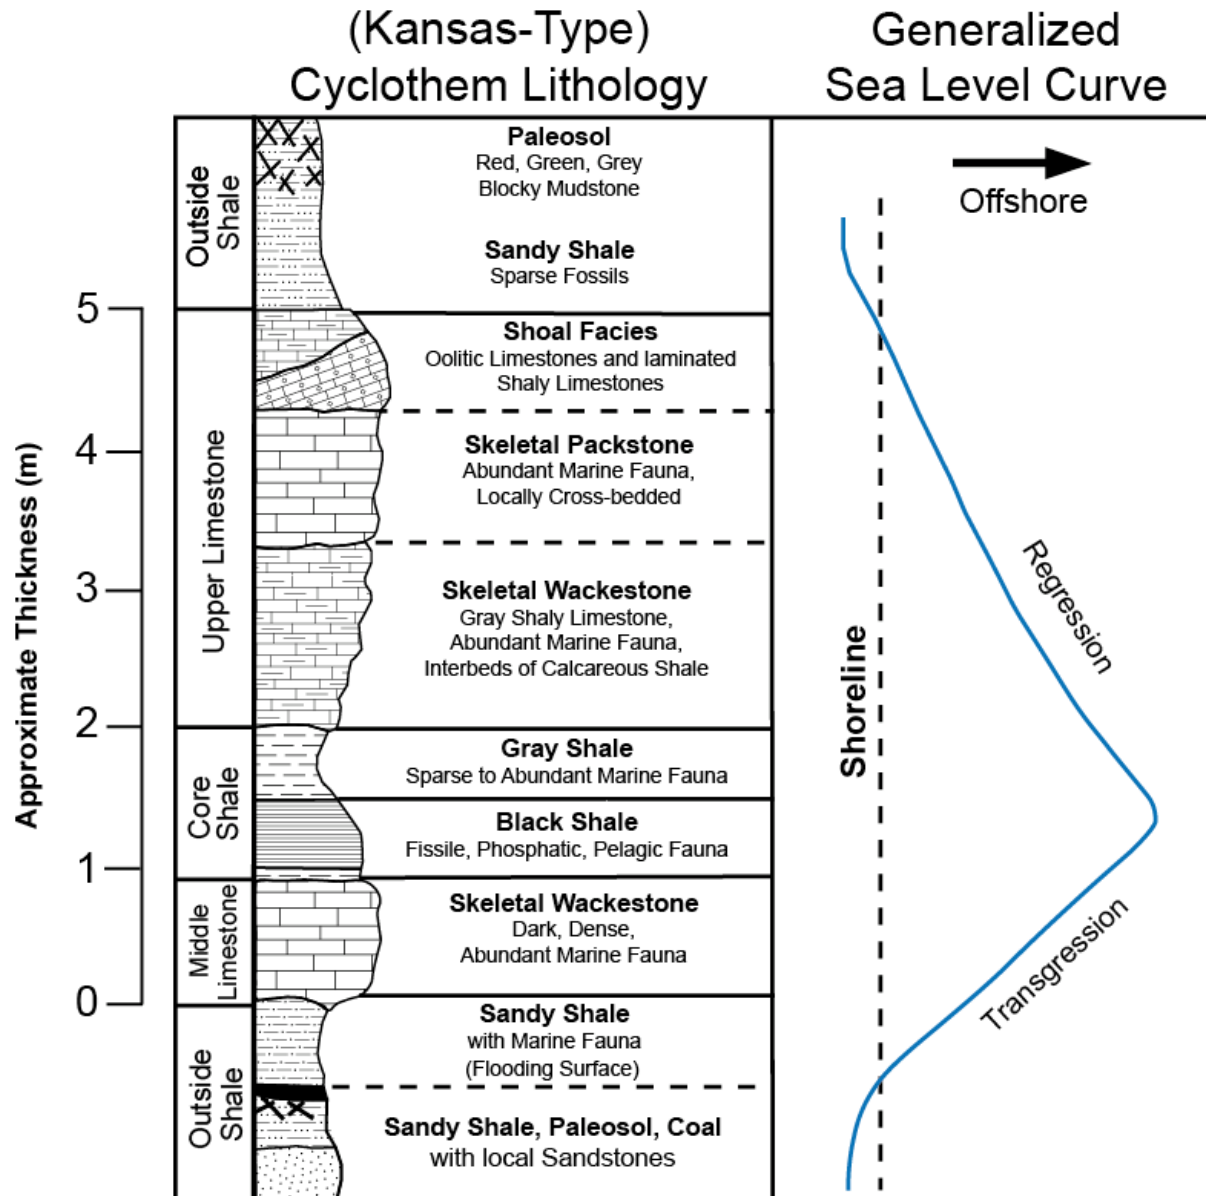 (Kansas-Type)
Cyclothem Lithology
Generalized
Sea Level Curve
Outside
Shale
Paleosol
Red, Green, Grey
Blocky Mudstone
Sandy Shale
Sparse Fossils
Offshore
5
4
3
2
1
0
Approximate Thickness (m)
Upper Limestone
Shoal Facies
Oolitic Limestones and laminated
Shaly Limestones
Skeletal Packstone
Abundant Marine Fauna,
Locally Cross-bedded
Skeletal Wackestone
Gray Shaly Limestone,
Abundant Marine Fauna,
Interbeds of Calcareous Shale
Core
Shale
Gray Shale
Sparse to Abundant Marine Fauna
Black Shale
Fissile, Phosphatic, Pelagic Fauna
Middle
Limestone
Skeletal Wackestone
Dark, Dense,
Abundant Marine Fauna
Outside
Shale
Sandy Shale
with Marine Fauna
(Flooding Surface)
Sandy Shale, Paleosol, Coal
with local Sandstones
Shoreline
Regression
Transgression